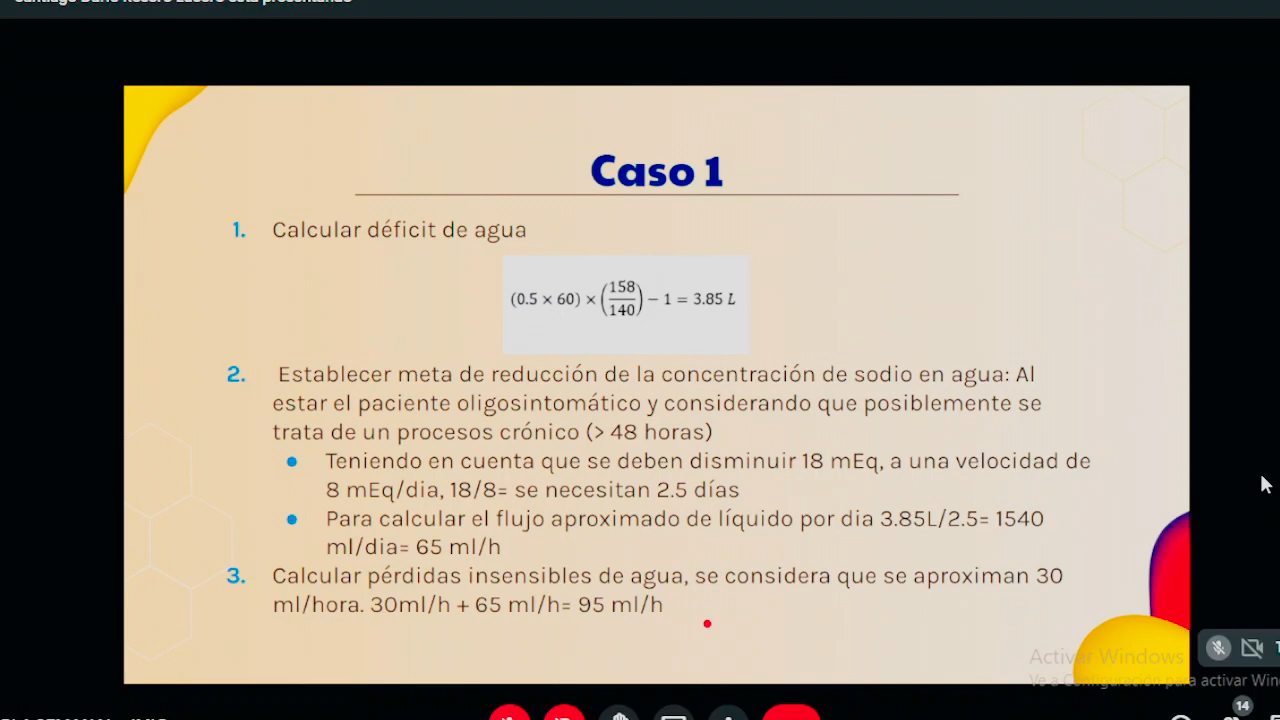 Caso 1
1. Calcular déficit de agua
(0.5 × 60) × (158/140) − 1 = 3.85 L
2. Establecer meta de reducción de la concentración de sodio en agua: Al
estar el paciente oligosintomático y considerando que posiblemente se
trata de un procesos crónico (> 48 horas)
● Teniendo en cuenta que se deben disminuir 18 mEq, a una velocidad de
8 mEq/dia, 18/8= se necesitan 2.5 días
● Para calcular el flujo aproximado de líquido por dia 3.85L/2.5= 1540
ml/dia= 65 ml/h
3. Calcular pérdidas insensibles de agua, se considera que se aproximan 30
ml/hora. 30ml/h + 65 ml/h= 95 ml/h
Activar Windows
Ve a Configuración para activar Win
14